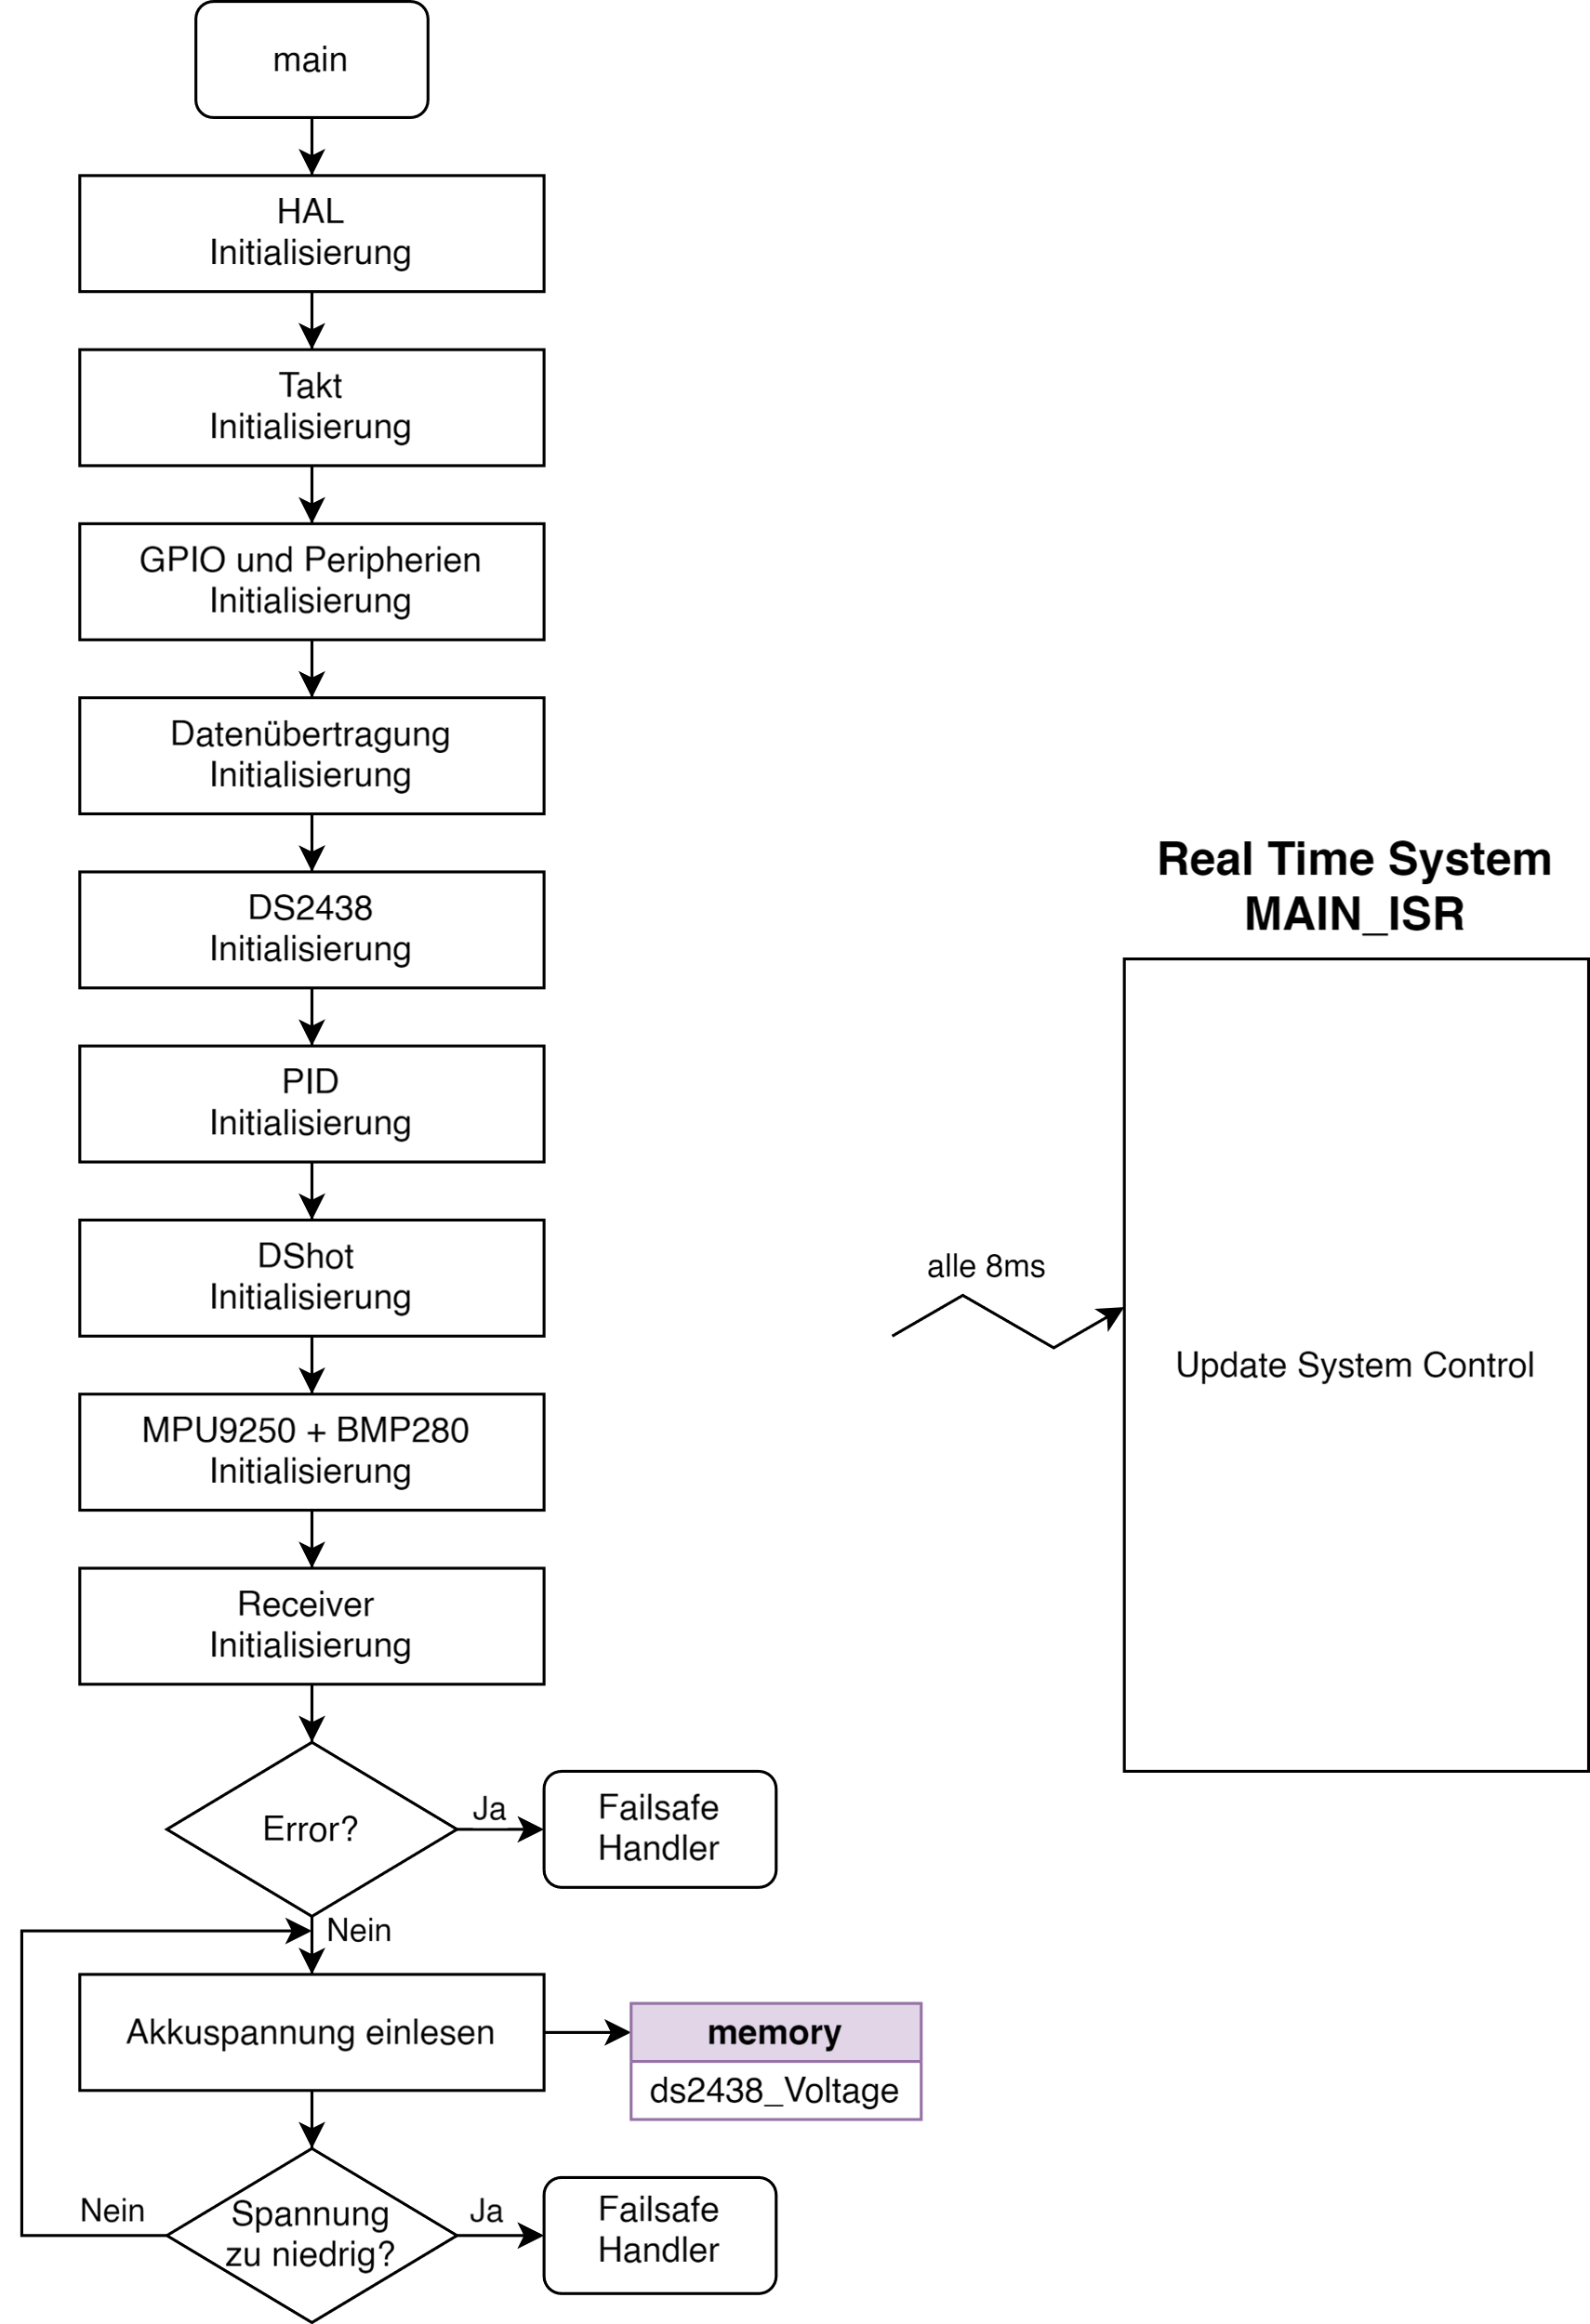 main
HAL
Initialisierung
Takt
Initialisierung
GPIO und Peripherien
Initialisierung
Datenübertragung
Initialisierung
DS2438
Initialisierung
PID
Initialisierung
DShot
Initialisierung
MPU9250 + BMP280
Initialisierung
Receiver
Initialisierung
Error?
Ja
Failsafe
Handler
Nein
Akkuspannung einlesen
memory
ds2438_Voltage
Spannung
zu niedrig?
Nein
Ja
Failsafe
Handler
Real Time System
MAIN_ISR
alle 8ms
Update System Control